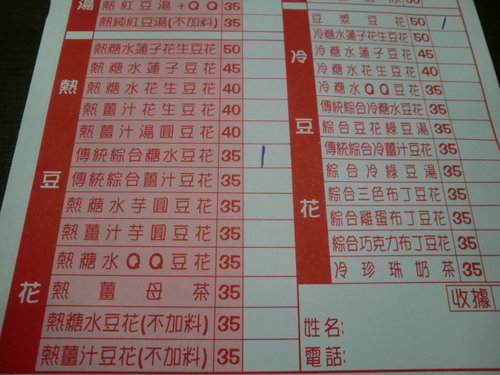 湯
熱紅豆湯+QQ 35
熱純紅豆湯(不加料) 35
熱豆花
熱糖水蓮子花生豆花 50
熱糖水蓮子豆花 45
熱糖水花生豆花 40
熱薑汁花生豆花 40
熱薑汁湯圓豆花 40
傳統綜合糖水豆花 35
傳統綜合薑汁豆花 35
熱糖水芋圓豆花 35
熱薑汁芋圓豆花 35
熱糖水QQ豆花 35
熱薑母茶 35
熱糖水豆花(不加料) 35
熱薑汁豆花(不加料) 35
冷豆花
豆漿豆花 50
冷糖水蓮子花生豆花 50
冷糖水蓮子豆花 45
冷糖水花生豆花 40
冷糖水QQ豆花 35
傳統綜合冷糖水豆花 35
綜合豆花綠豆湯 35
傳統綜合冷薑汁豆花 35
綜合冷綠豆湯 35
綜合三色布丁豆花 35
綜合雞蛋布丁豆花 35
綜合巧克力布丁豆花 35
冷珍珠奶茶 35
收據
姓名:
電話: